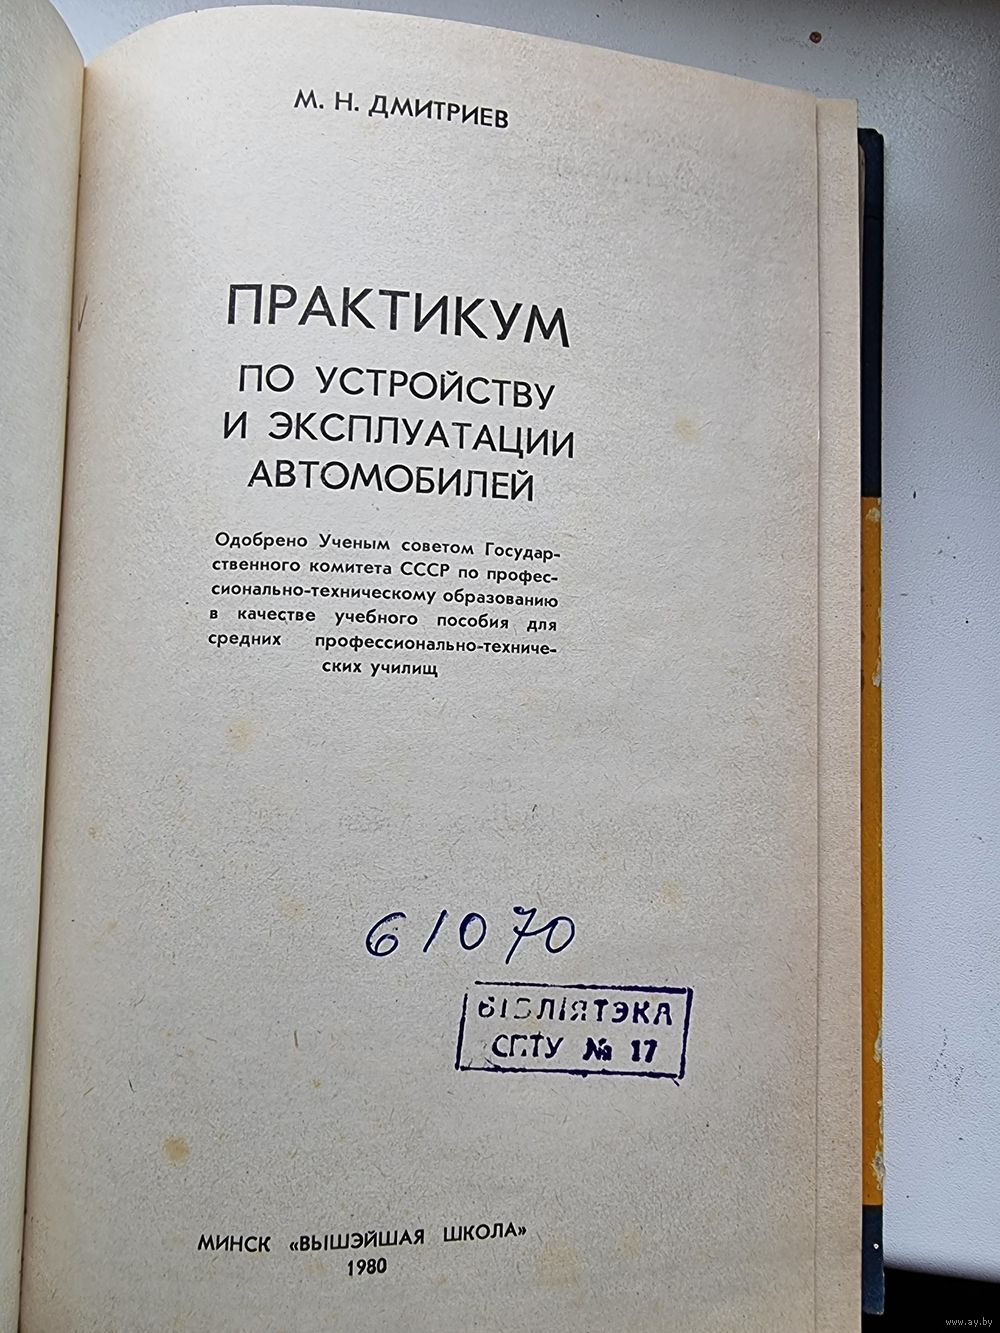 М. Н. ДМИТРИЕВ
ПРАКТИКУМ
ПО УСТРОЙСТВУ
И ЭКСПЛУАТАЦИИ
АВТОМОБИЛЕЙ
Одобрено Ученым советом Государ-
ственного комитета СССР по профес-
сионально-техническому образованию
в качестве учебного пособия для
средних профессионально-техниче-
ских училищ
61070
БІБЛІЯТЭКА
СПТУ № 17
МИНСК «ВЫШЭЙШАЯ ШКОЛА»
1980
www.ay.by